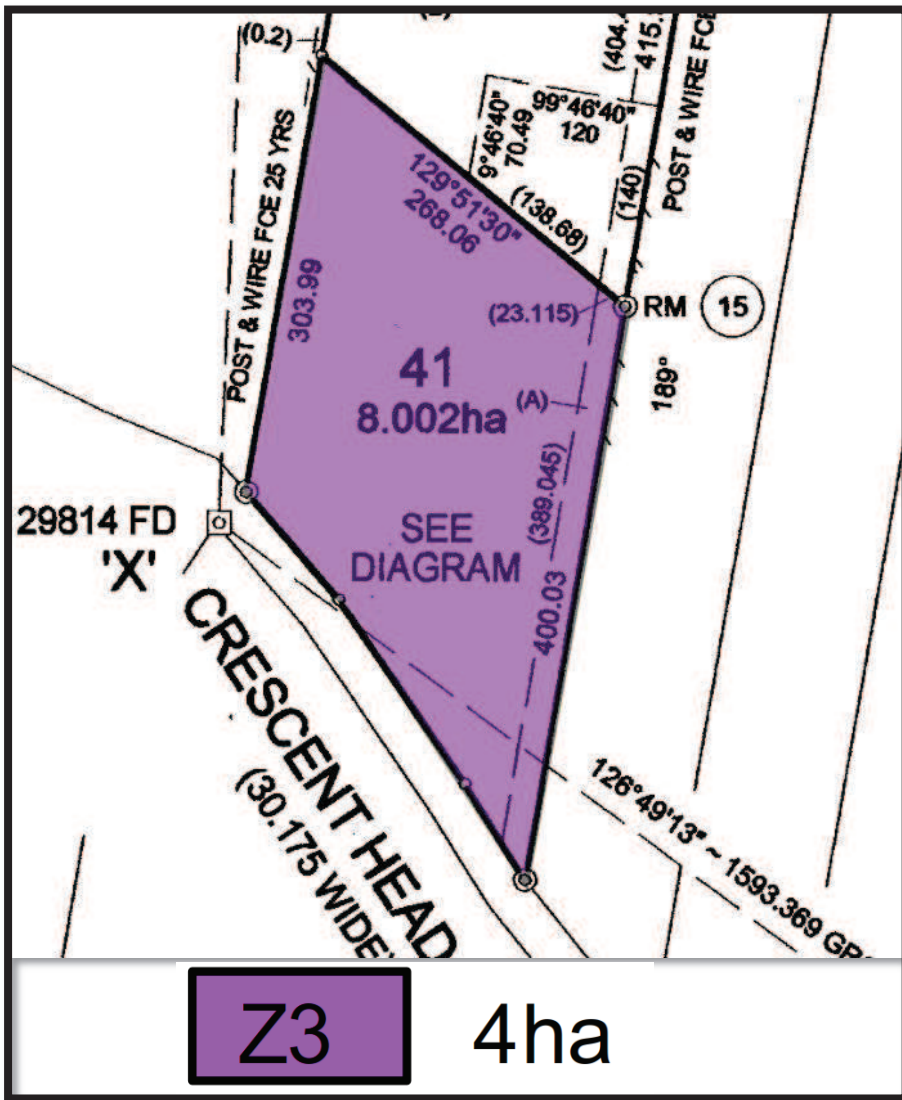 (0.2)
(404.
415.
POST & WIRE FCE
99°46'40"
120
9°46'40"
70.49
POST & WIRE FCE 25 YRS
129°51'30"
268.06
(138.68)
(140)
303.99
(23.115)
RM
15
41
8.002ha
(A)
189°
(389.045)
29814 FD
'X'
SEE
DIAGRAM
400.03
CRESCENT HEAD
(30.175 WIDE)
126°49'13" ~ 1593.369 GR
Z3
4ha